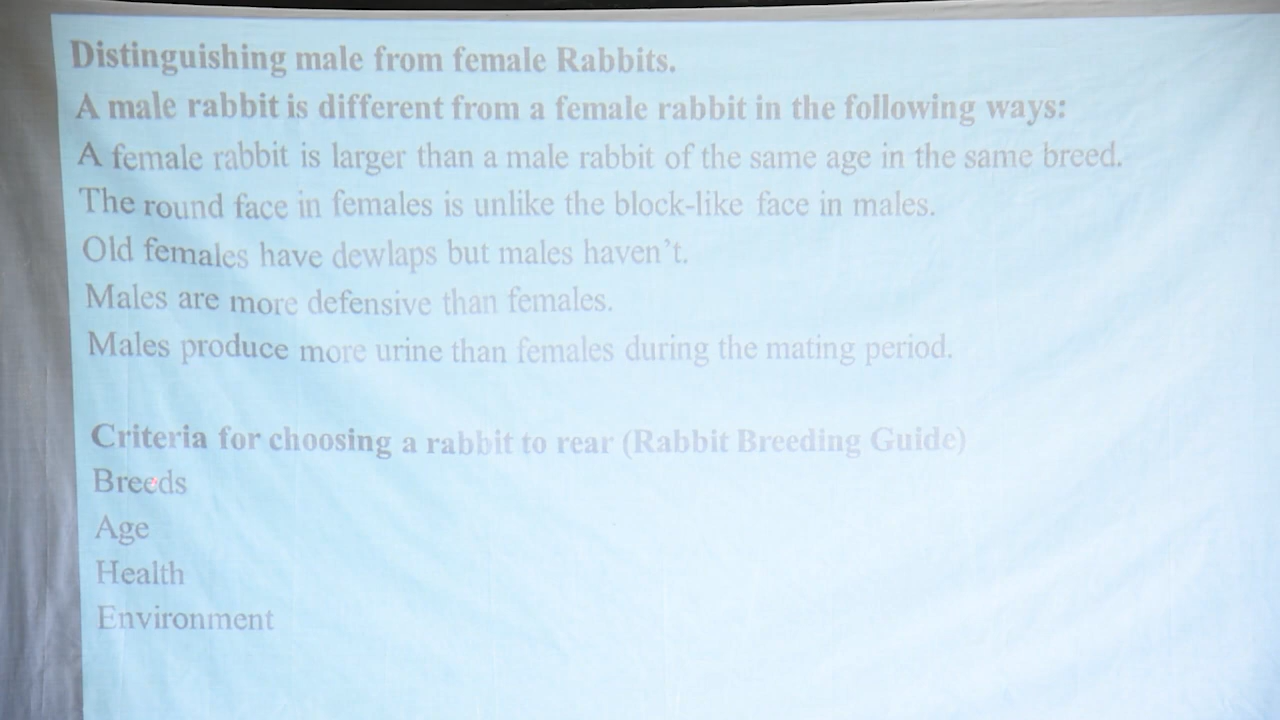 Distinguishing male from female Rabbits.
A male rabbit is different from a female rabbit in the following ways:
A female rabbit is larger than a male rabbit of the same age in the same breed.
The round face in females is unlike the block-like face in males.
Old females have dewlaps but males haven't.
Males are more defensive than females.
Males produce more urine than females during the mating period.
Criteria for choosing a rabbit to rear (Rabbit Breeding Guide)
Breeds
Age
Health
Environment